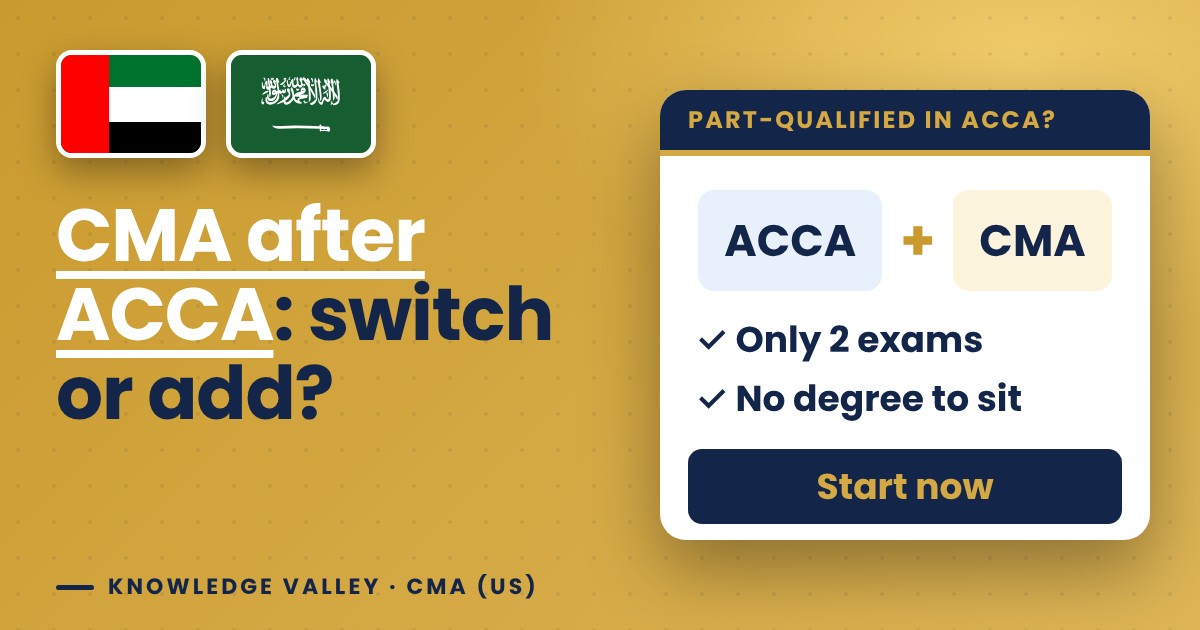 لا إله إلا الله محمد رسول الله
CMA after
ACCA: switch
or add?
KNOWLEDGE VALLEY · CMA (US)
PART-QUALIFIED IN ACCA?
ACCA + CMA
✓ Only 2 exams
✓ No degree to sit
Start now